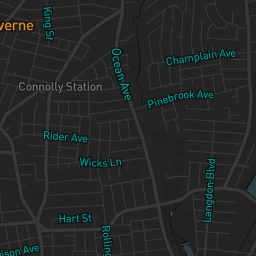 King St
verne
Ocean Ave
Champlain Ave
Connolly Station
Pinebrook Ave
Rider Ave
Wicks Ln
Langdon Blvd
Hart St
Rolling
ison Ave